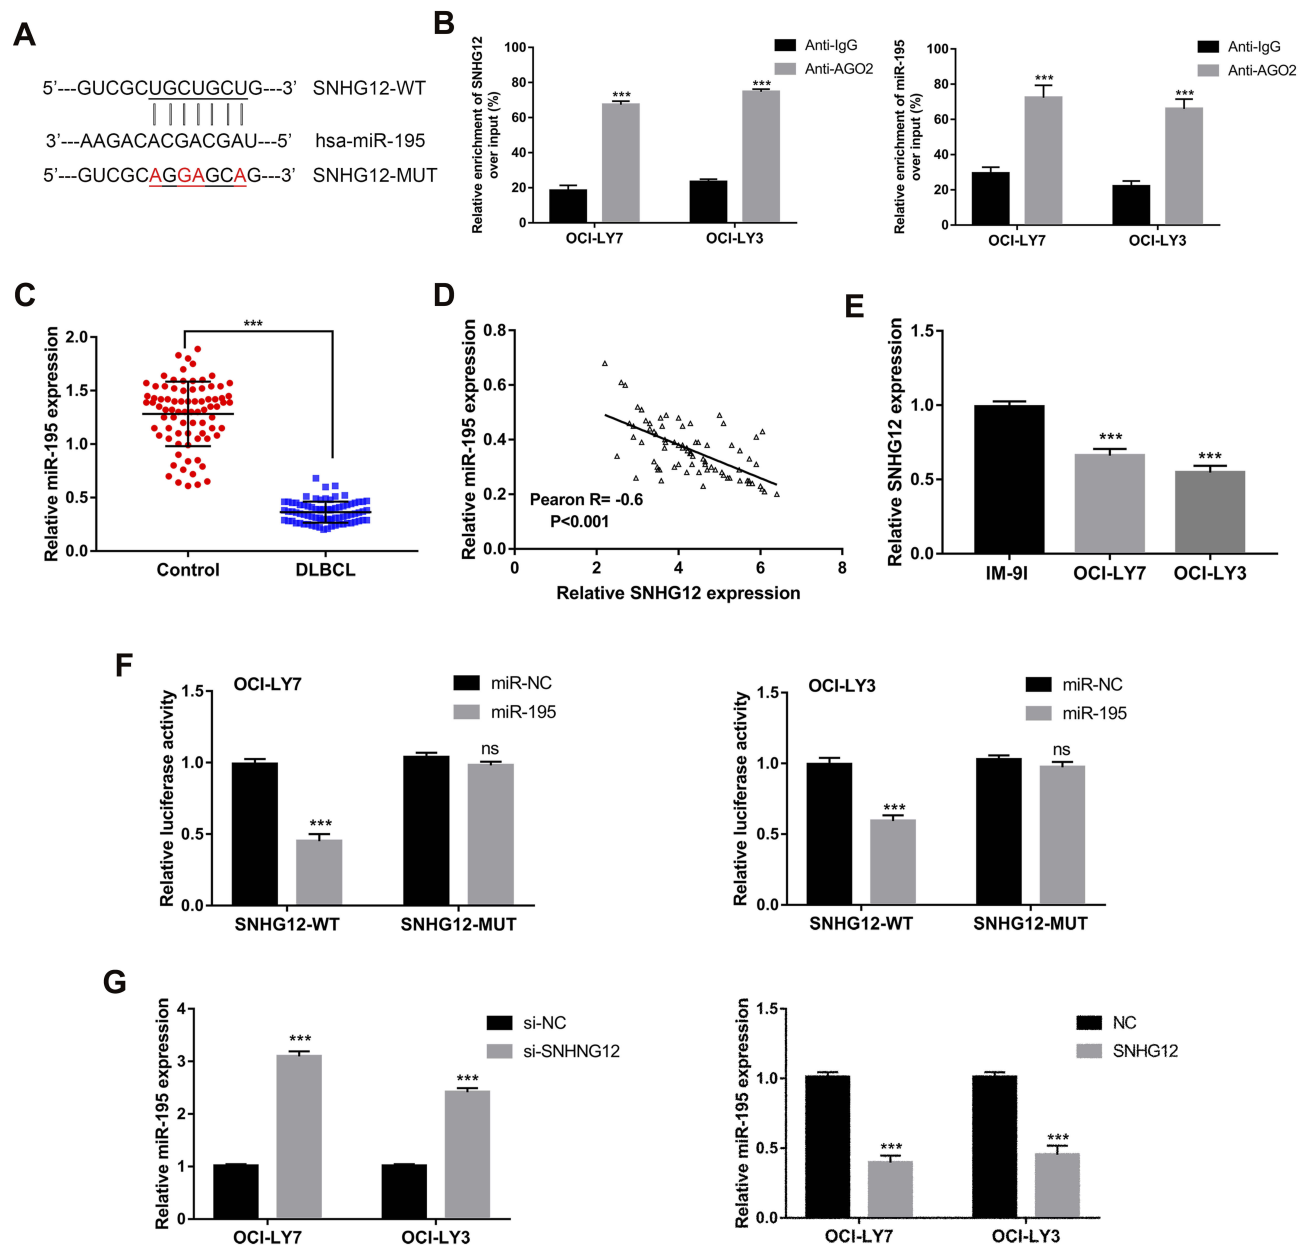 A
5’---GUCGCUGCUGCUG---3’ SNHG12-WT
3’---AAGACACGACGAU---5’ hsa-miR-195
5’---GUCGCAGGAGCAG---3’ SNHG12-MUT
B
Relative enrichment of SNHG12
over input (%)
100
80
60
40
20
0
Anti-IgG
Anti-AGO2
***
***
OCI-LY7
OCI-LY3
Relative enrichment of miR-195
over input (%)
100
80
60
40
20
0
Anti-IgG
Anti-AGO2
***
***
OCI-LY7
OCI-LY3
C
Relative miR-195 expression
2.0
1.5
1.0
0.5
0.0
***
Control
DLBCL
D
Relative miR-195 expression
0.8
0.6
0.4
0.2
0.0
Pearon R= -0.6
P<0.001
0
2
4
6
8
Relative SNHG12 expression
E
Relative SNHG12 expression
1.5
1.0
0.5
0.0
***
***
IM-9I
OCI-LY7
OCI-LY3
F
Relative luciferase activity
OCI-LY7
1.5
1.0
0.5
0.0
miR-NC
miR-195
***
ns
SNHG12-WT
SNHG12-MUT
Relative luciferase activity
OCI-LY3
1.5
1.0
0.5
0.0
miR-NC
miR-195
***
ns
SNHG12-WT
SNHG12-MUT
G
Relative miR-195 expression
4
3
2
1
0
si-NC
si-SNHNG12
***
***
OCI-LY7
OCI-LY3
Relative miR-195 expression
1.5
1.0
0.5
0.0
NC
SNHG12
***
***
OCI-LY7
OCI-LY3